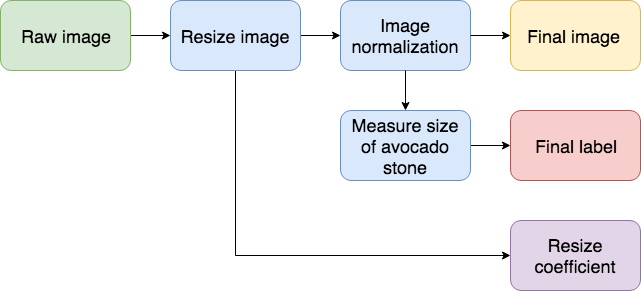 Raw image
Resize image
Image
normalization
Final image
Measure size
of avocado
stone
Final label
Resize
coefficient